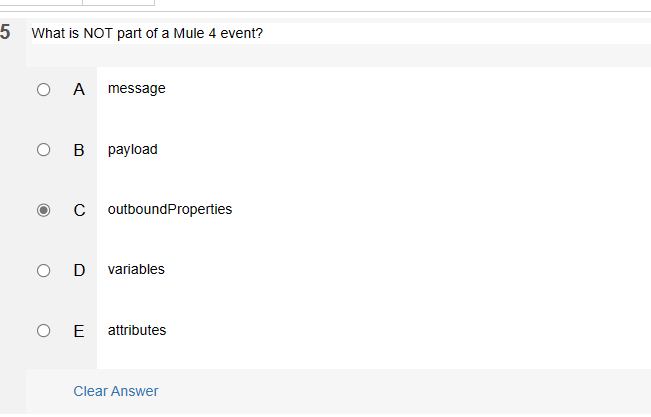 5 What is NOT part of a Mule 4 event?
A message
B payload
C outboundProperties
D variables
E attributes
Clear Answer